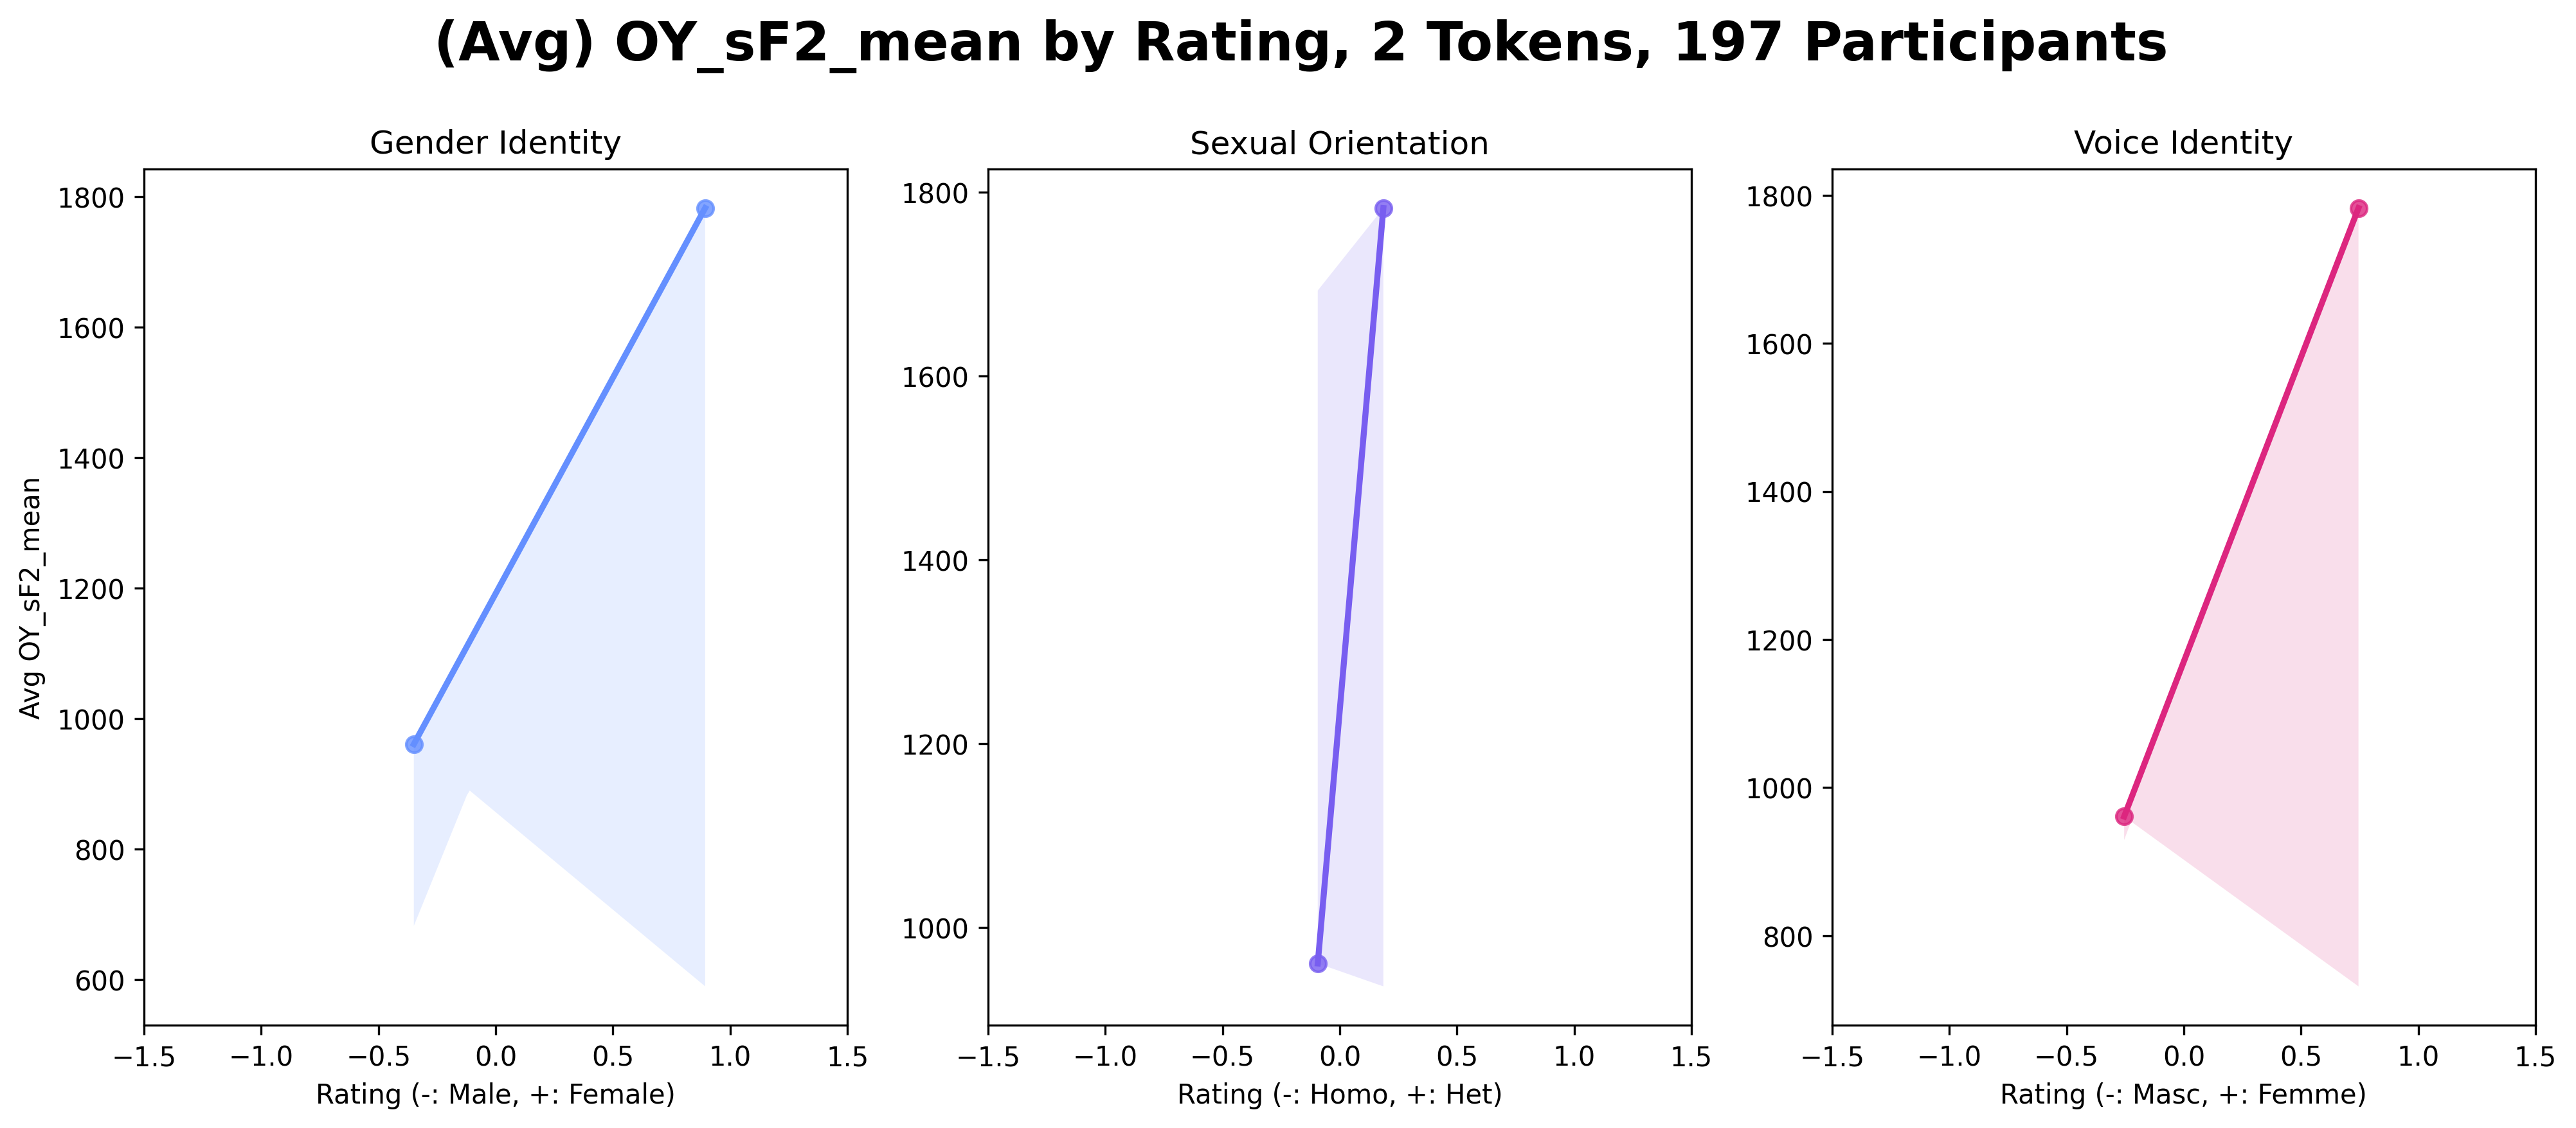 (Avg) OY_sF2_mean by Rating, 2 Tokens, 197 Participants
Gender Identity
Sexual Orientation
Voice Identity
Avg OY_sF2_mean
1800
1600
1400
1200
1000
800
600
−1.5 −1.0 −0.5 0.0 0.5 1.0 1.5
Rating (-: Male, +: Female)
1800
1600
1400
1200
1000
−1.5 −1.0 −0.5 0.0 0.5 1.0 1.5
Rating (-: Homo, +: Het)
1800
1600
1400
1200
1000
800
−1.5 −1.0 −0.5 0.0 0.5 1.0 1.5
Rating (-: Masc, +: Femme)